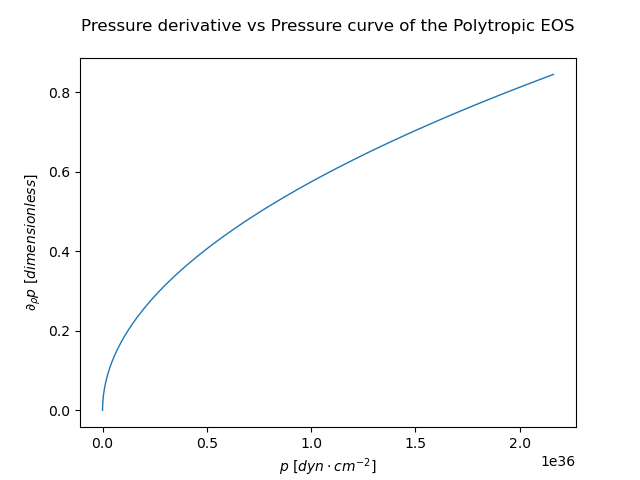 Pressure derivative vs Pressure curve of the Polytropic EOS
0.8
0.6
0.4
0.2
0.0
∂ρp [dimensionless]
0.0 0.5 1.0 1.5 2.0
1e36
p [dyn · cm⁻²]